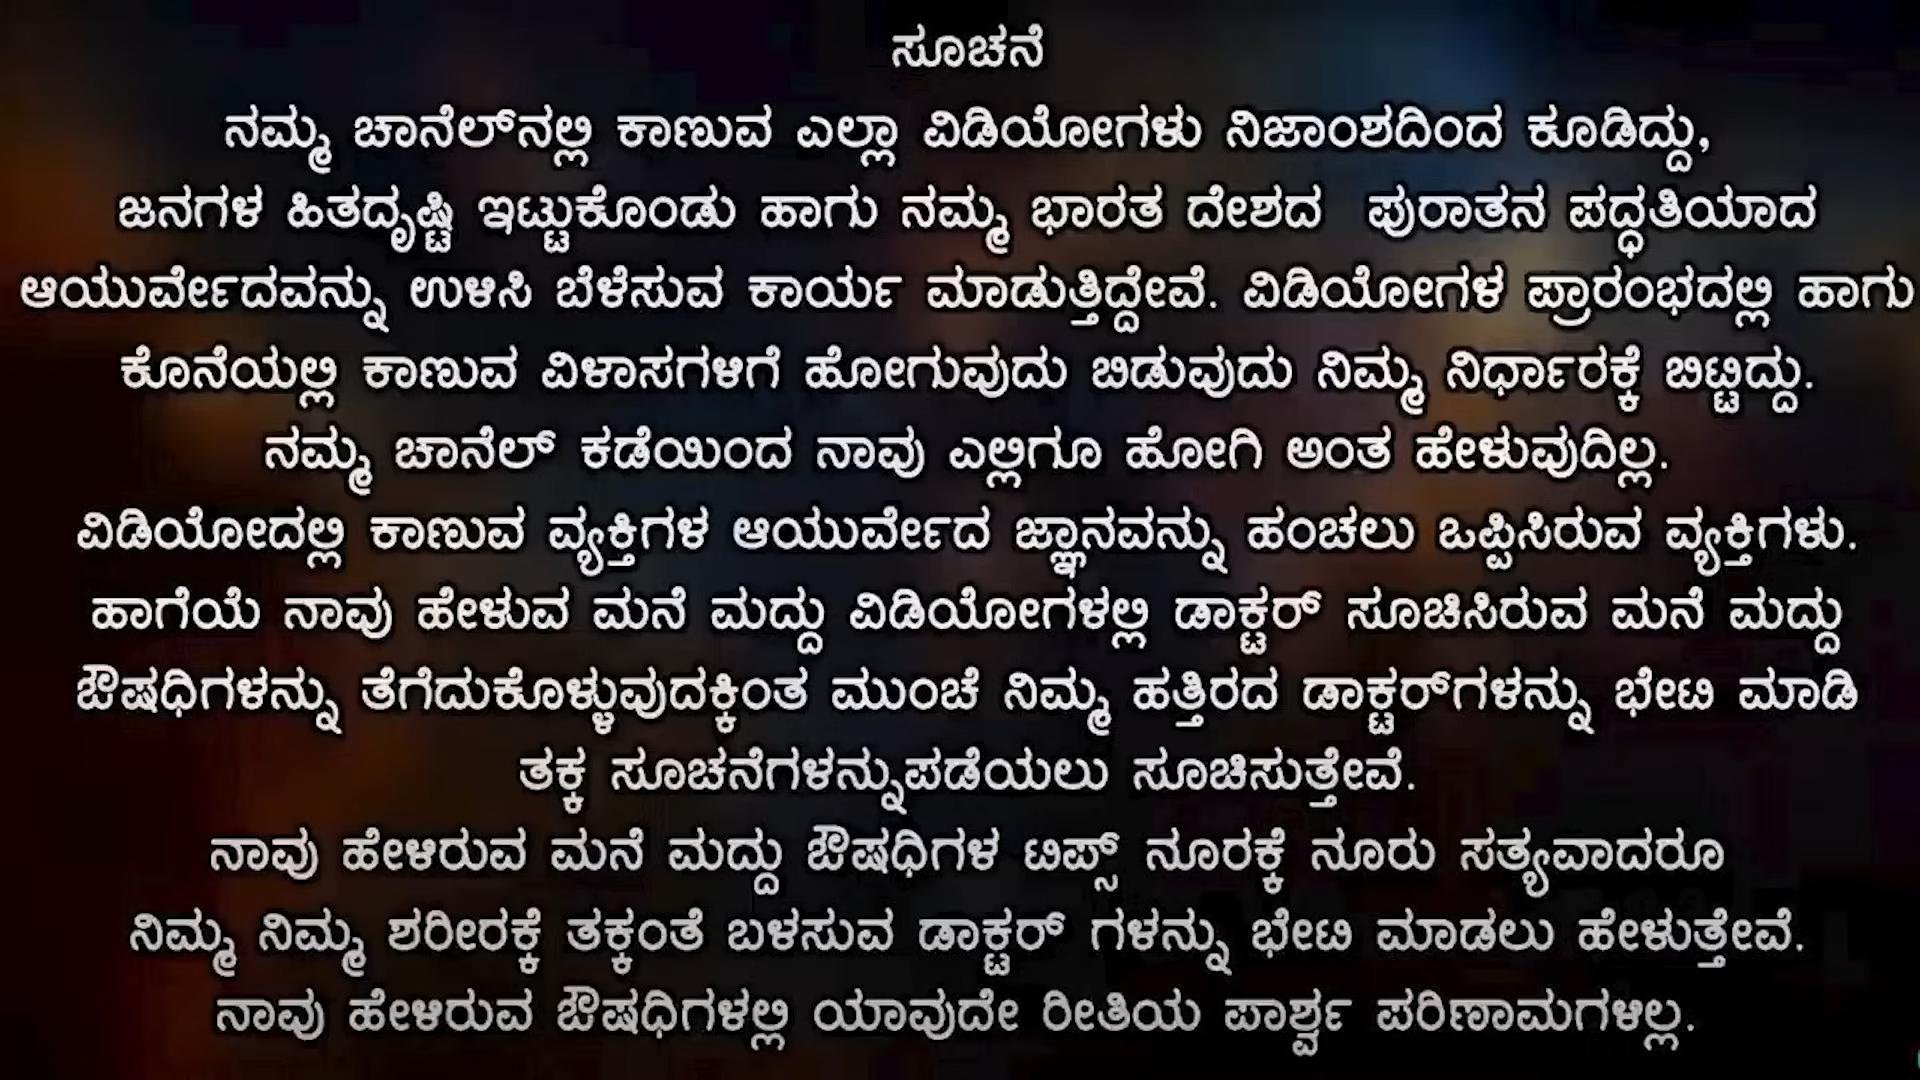 ಸೂಚನೆ
ನಮ್ಮ ಚಾನೆಲ್‌ನಲ್ಲಿ ಕಾಣುವ ಎಲ್ಲಾ ವಿಡಿಯೋಗಳು ನಿಜಾಂಶದಿಂದ ಕೂಡಿದ್ದು,
ಜನಗಳ ಹಿತದೃಷ್ಟಿ ಇಟ್ಟುಕೊಂಡು ಹಾಗು ನಮ್ಮ ಭಾರತ ದೇಶದ ಪುರಾತನ ಪದ್ಧತಿಯಾದ
ಆಯುರ್ವೇದವನ್ನು ಉಳಿಸಿ ಬೆಳೆಸುವ ಕಾರ್ಯ ಮಾಡುತ್ತಿದ್ದೇವೆ. ವಿಡಿಯೋಗಳ ಪ್ರಾರಂಭದಲ್ಲಿ ಹಾಗು
ಕೊನೆಯಲ್ಲಿ ಕಾಣುವ ವಿಳಾಸಗಳಿಗೆ ಹೋಗುವುದು ಬಿಡುವುದು ನಿಮ್ಮ ನಿರ್ಧಾರಕ್ಕೆ ಬಿಟ್ಟಿದ್ದು.
ನಮ್ಮ ಚಾನೆಲ್ ಕಡೆಯಿಂದ ನಾವು ಎಲ್ಲಿಗೂ ಹೋಗಿ ಅಂತ ಹೇಳುವುದಿಲ್ಲ.
ವಿಡಿಯೋದಲ್ಲಿ ಕಾಣುವ ವ್ಯಕ್ತಿಗಳ ಆಯುರ್ವೇದ ಜ್ಞಾನವನ್ನು ಹಂಚಲು ಒಪ್ಪಿಸಿರುವ ವ್ಯಕ್ತಿಗಳು.
ಹಾಗೆಯೆ ನಾವು ಹೇಳುವ ಮನೆ ಮದ್ದು ವಿಡಿಯೋಗಳಲ್ಲಿ ಡಾಕ್ಟರ್ ಸೂಚಿಸಿರುವ ಮನೆ ಮದ್ದು
ಔಷಧಿಗಳನ್ನು ತೆಗೆದುಕೊಳ್ಳುವುದಕ್ಕಿಂತ ಮುಂಚೆ ನಿಮ್ಮ ಹತ್ತಿರದ ಡಾಕ್ಟರ್‌ಗಳನ್ನು ಭೇಟಿ ಮಾಡಿ
ತಕ್ಕ ಸೂಚನೆಗಳನ್ನುಪಡೆಯಲು ಸೂಚಿಸುತ್ತೇವೆ.
ನಾವು ಹೇಳಿರುವ ಮನೆ ಮದ್ದು ಔಷಧಿಗಳ ಟಿಪ್ಸ್ ನೂರಕ್ಕೆ ನೂರು ಸತ್ಯವಾದರೂ
ನಿಮ್ಮ ನಿಮ್ಮ ಶರೀರಕ್ಕೆ ತಕ್ಕಂತೆ ಬಳಸುವ ಡಾಕ್ಟರ್ ಗಳನ್ನು ಭೇಟಿ ಮಾಡಲು ಹೇಳುತ್ತೇವೆ.
ನಾವು ಹೇಳಿರುವ ಔಷಧಿಗಳಲ್ಲಿ ಯಾವುದೇ ರೀತಿಯ ಪಾರ್ಶ್ವ ಪರಿಣಾಮಗಳಿಲ್ಲ.